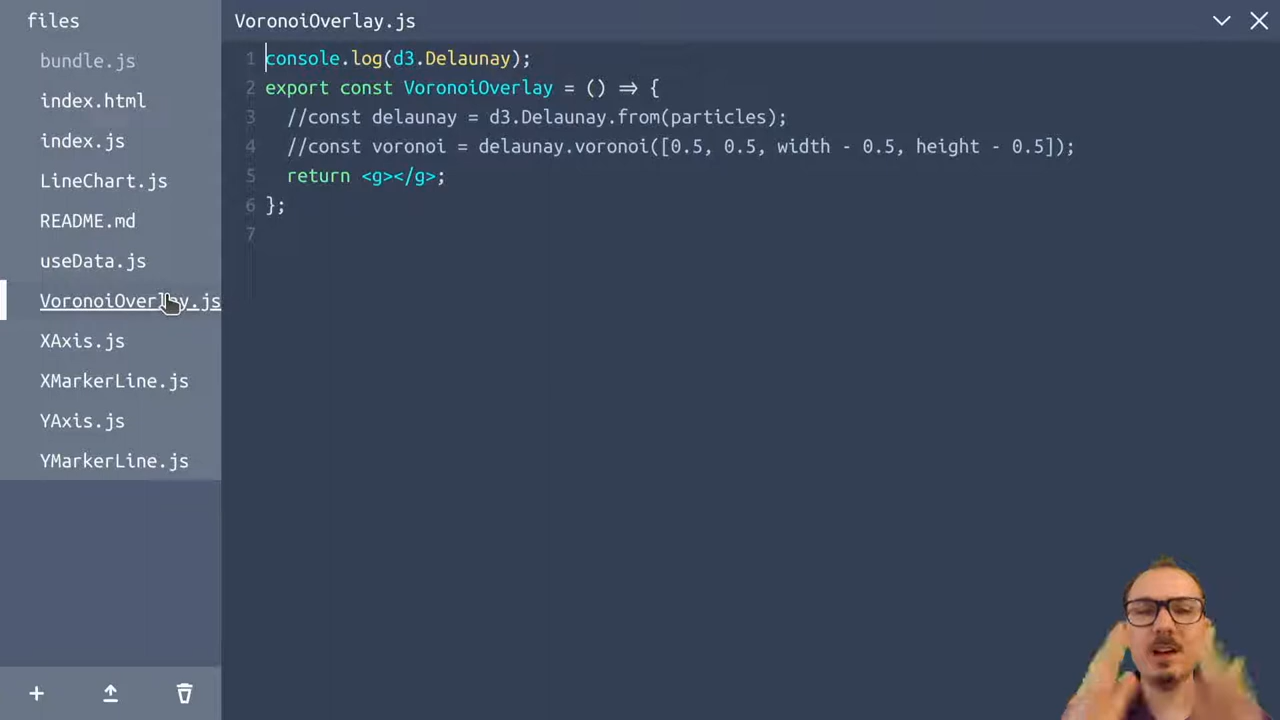 files
VoronoiOverlay.js
bundle.js
index.html
index.js
LineChart.js
README.md
useData.js
VoronoiOverlay.js
XAxis.js
XMarkerLine.js
YAxis.js
YMarkerLine.js
1 console.log(d3.Delaunay);
2 export const VoronoiOverlay = () => {
3 //const delaunay = d3.Delaunay.from(particles);
4 //const voronoi = delaunay.voronoi([0.5, 0.5, width - 0.5, height - 0.5]);
5 return <g></g>;
6 };
7